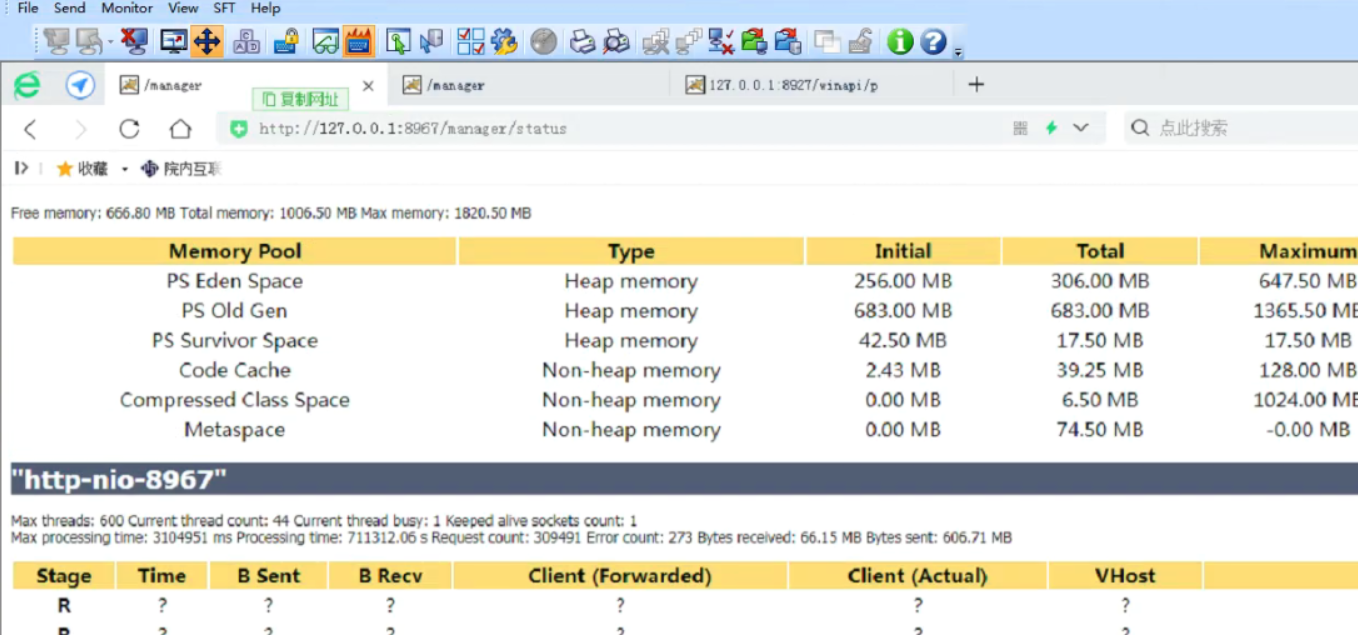 File Send Monitor View SFT Help
/manager /manager 127.0.0.1:8927/winapi/p
复制网址
http://127.0.0.1:8967/manager/status 点此搜索
收藏 院内互联
Free memory: 666.80 MB Total memory: 1006.50 MB Max memory: 1820.50 MB
Memory Pool Type Initial Total Maximum
PS Eden Space Heap memory 256.00 MB 306.00 MB 647.50 MB
PS Old Gen Heap memory 683.00 MB 683.00 MB 1365.50 MB
PS Survivor Space Heap memory 42.50 MB 17.50 MB 17.50 MB
Code Cache Non-heap memory 2.43 MB 39.25 MB 128.00 MB
Compressed Class Space Non-heap memory 0.00 MB 6.50 MB 1024.00 MB
Metaspace Non-heap memory 0.00 MB 74.50 MB -0.00 MB
"http-nio-8967"
Max threads: 600 Current thread count: 44 Current thread busy: 1 Keeped alive sockets count: 1
Max processing time: 3104951 ms Processing time: 711312.06 s Request count: 309491 Error count: 273 Bytes received: 66.15 MB Bytes sent: 606.71 MB
Stage Time B Sent B Recv Client (Forwarded) Client (Actual) VHost
R ? ? ? ? ? ?
R ? ? ? ? ? ?